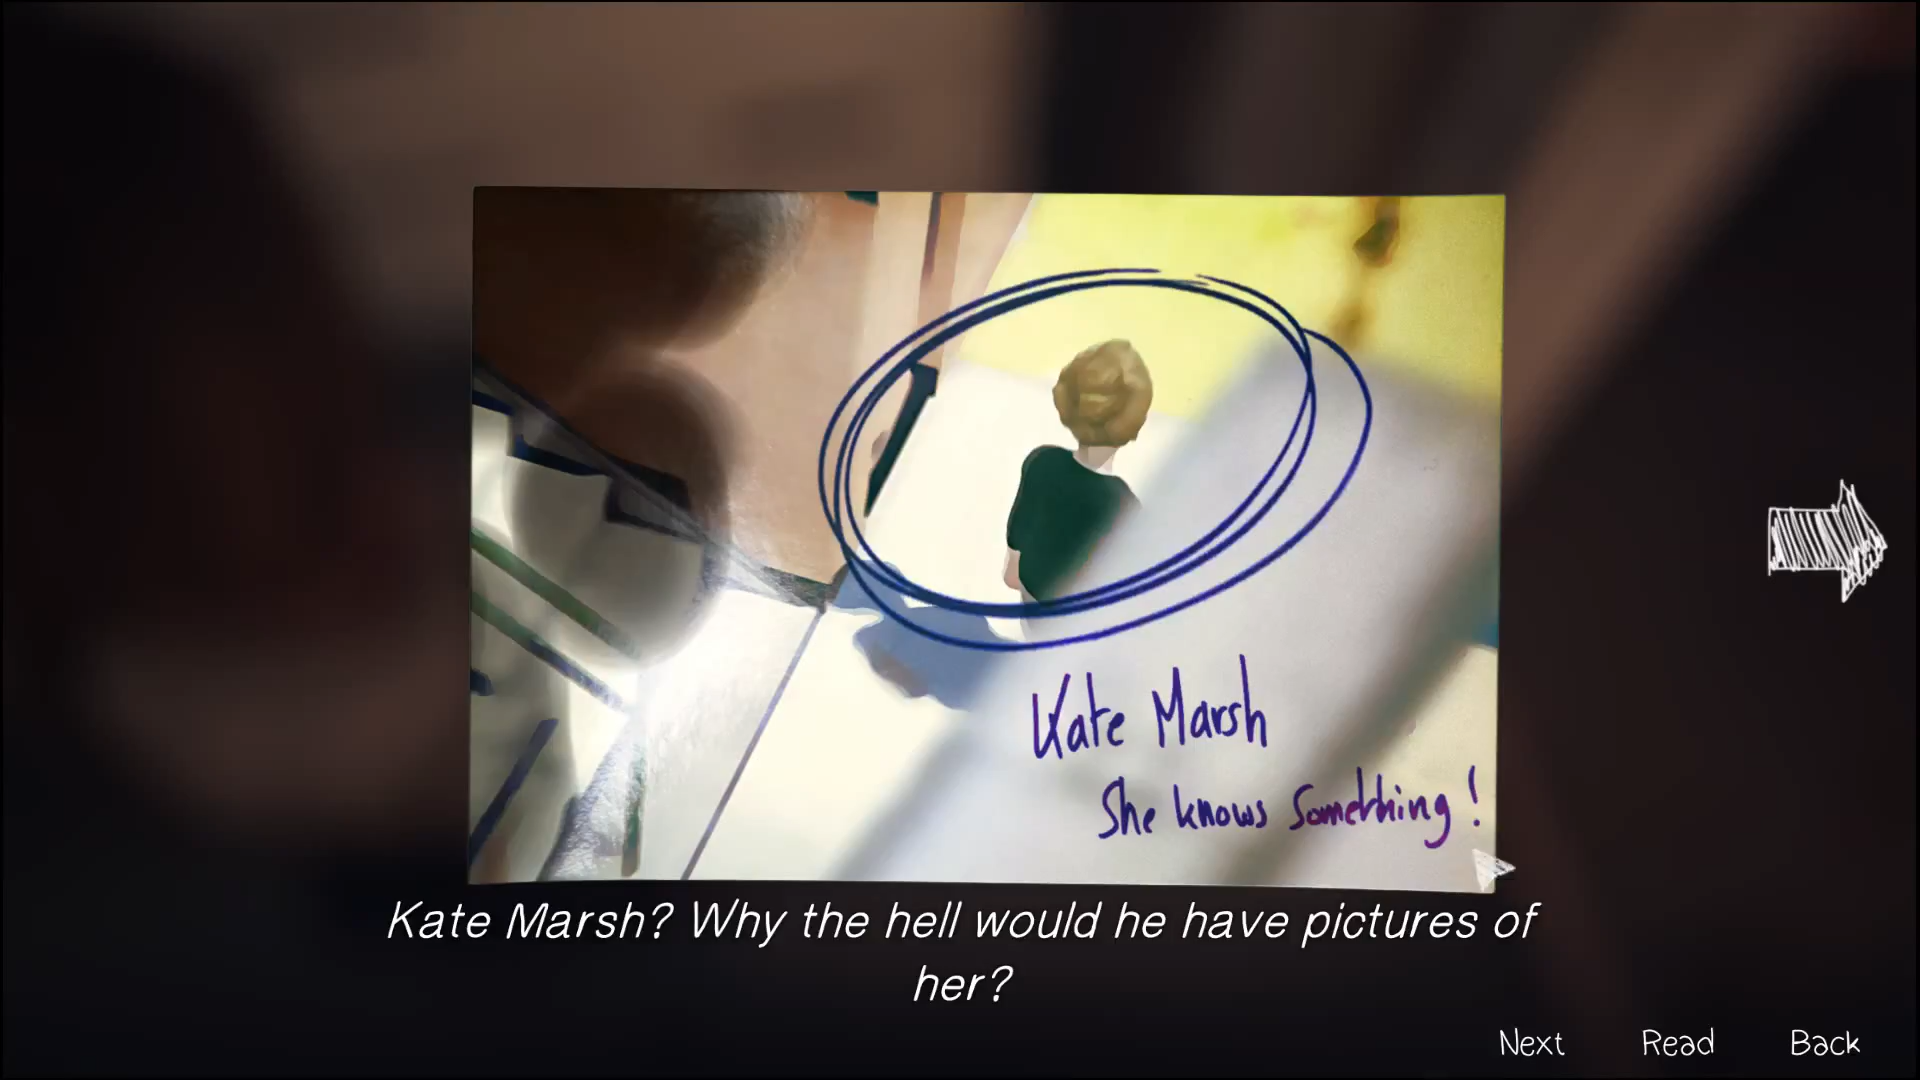 Kate Marsh
She knows Something!
Kate Marsh? Why the hell would he have pictures of
her?
Next Read Back